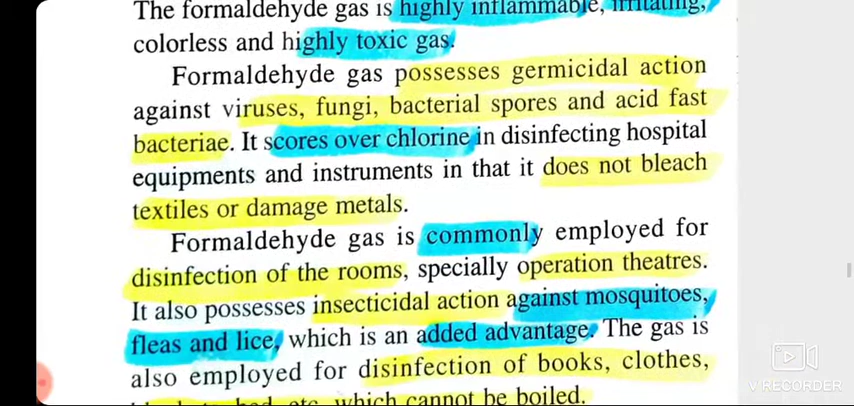 The formaldehyde gas is highly inflammable, irritating,
colorless and highly toxic gas.
Formaldehyde gas possesses germicidal action
against viruses, fungi, bacterial spores and acid fast
bacteriae. It scores over chlorine in disinfecting hospital
equipments and instruments in that it does not bleach
textiles or damage metals.
Formaldehyde gas is commonly employed for
disinfection of the rooms, specially operation theatres.
It also possesses insecticidal action against mosquitoes,
fleas and lice, which is an added advantage. The gas is
also employed for disinfection of books, clothes,
etc. which cannot be boiled.
V RECORDER